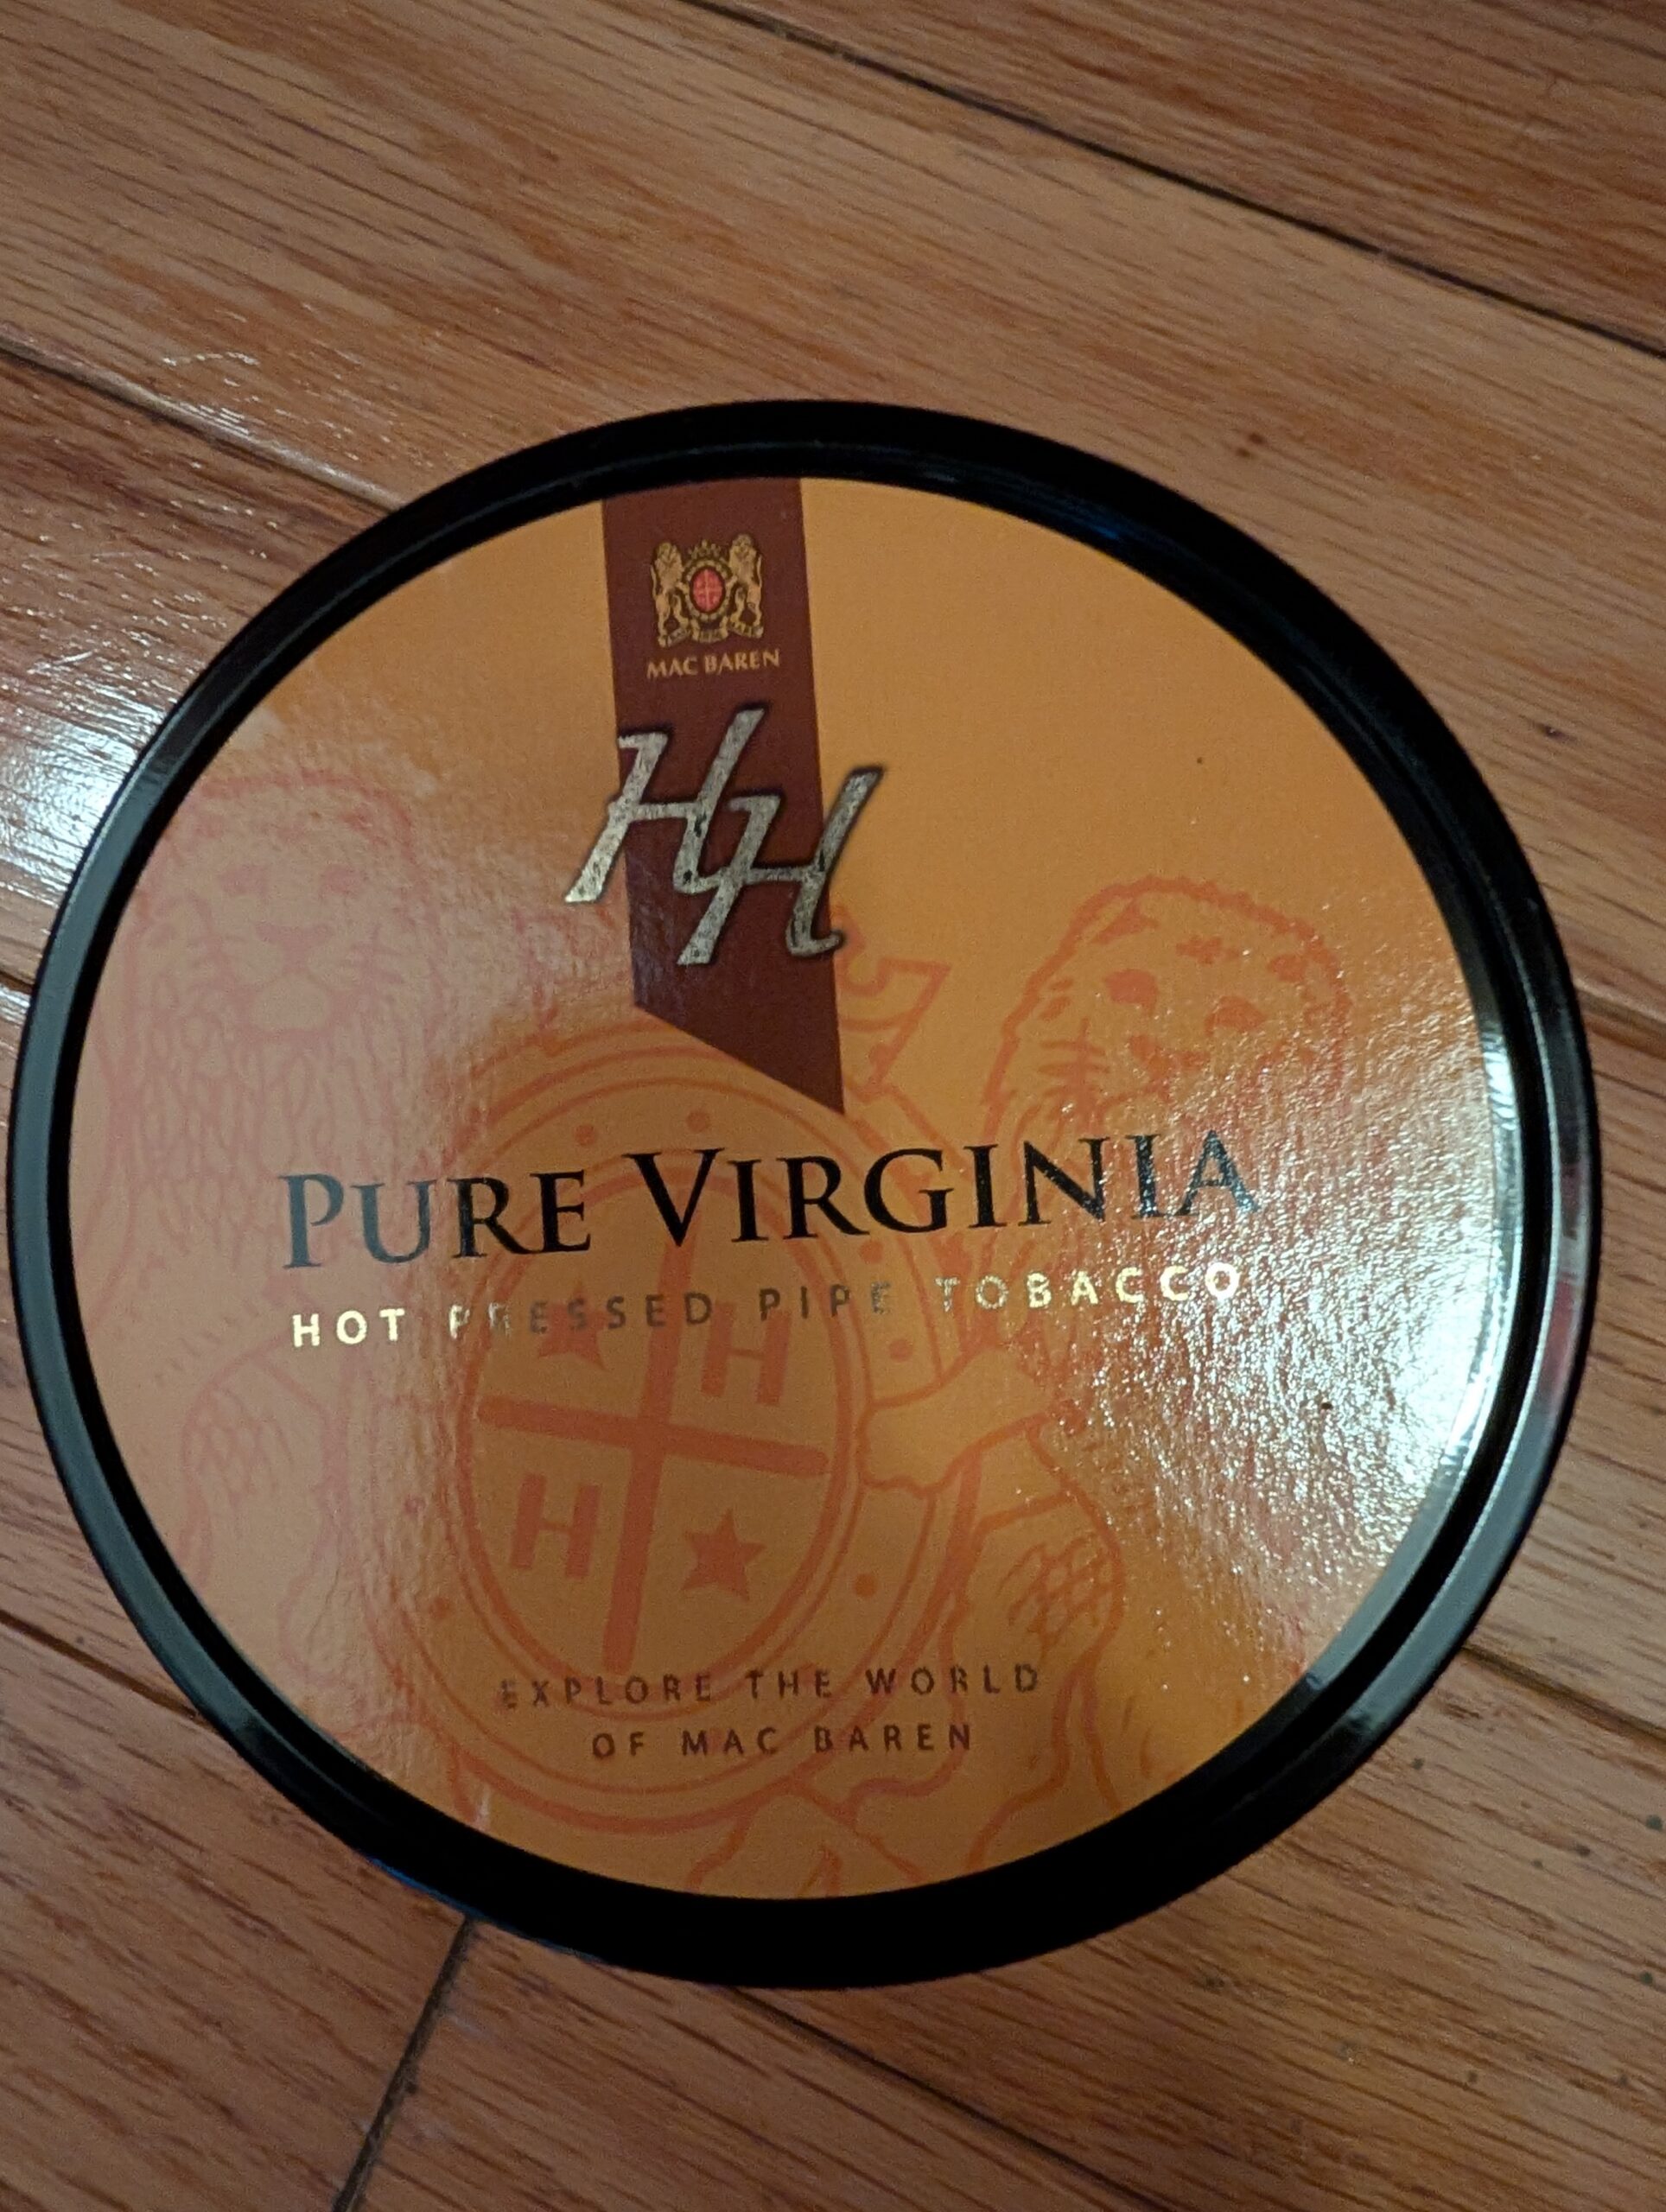 MAC BAREN
HH
PURE VIRGINIA
HOT PRESSED PIPE TOBACCO
H
H
EXPLORE THE WORLD
OF MAC BAREN